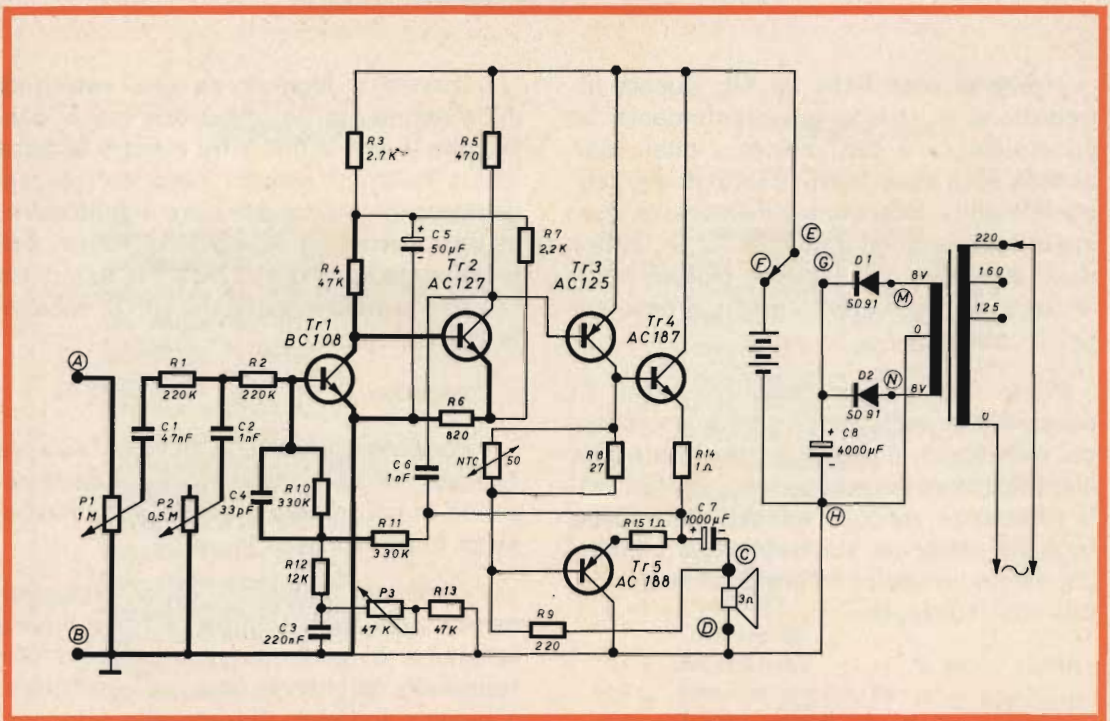 R3
2.7K
R5
470
C5
50µF
+
-
R7
2,2K
E
F
G
D1
8V
220
SD91
M
160
125
0
R4
47K
Tr2
AC127
Tr3
AC125
Tr4
AC187
Tr1
BC108
A
R1
220K
R2
220K
D2
N
8V
SD91
R6
820
C1
47nF
C2
1nF
C6
1nF
NTC
50
R8
27
R14
1Ω
+
C8
4000µF
-
0
P1
1M
P2
0,5M
C4
33pF
R10
330K
R11
330K
R15 1Ω
C7
1000µF
+
H
C
Tr5
AC188
3Ω
R12
12K
P3
47K
R13
47K
R9
220
D
B
C3
220nF